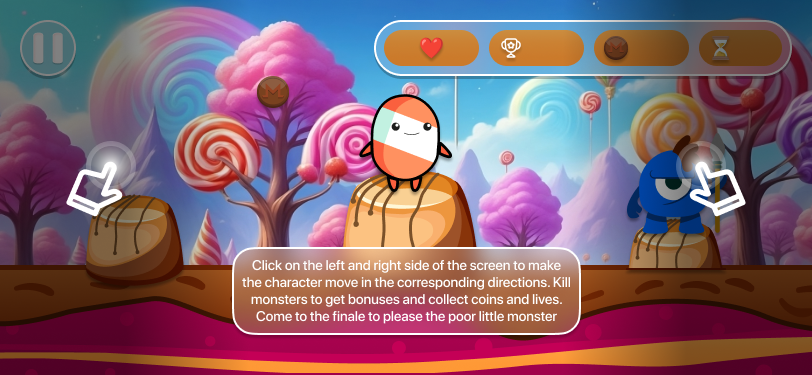 Click on the left and right side of the screen to make
the character move in the corresponding directions. Kill
monsters to get bonuses and collect coins and lives.
Come to the finale to please the poor little monster